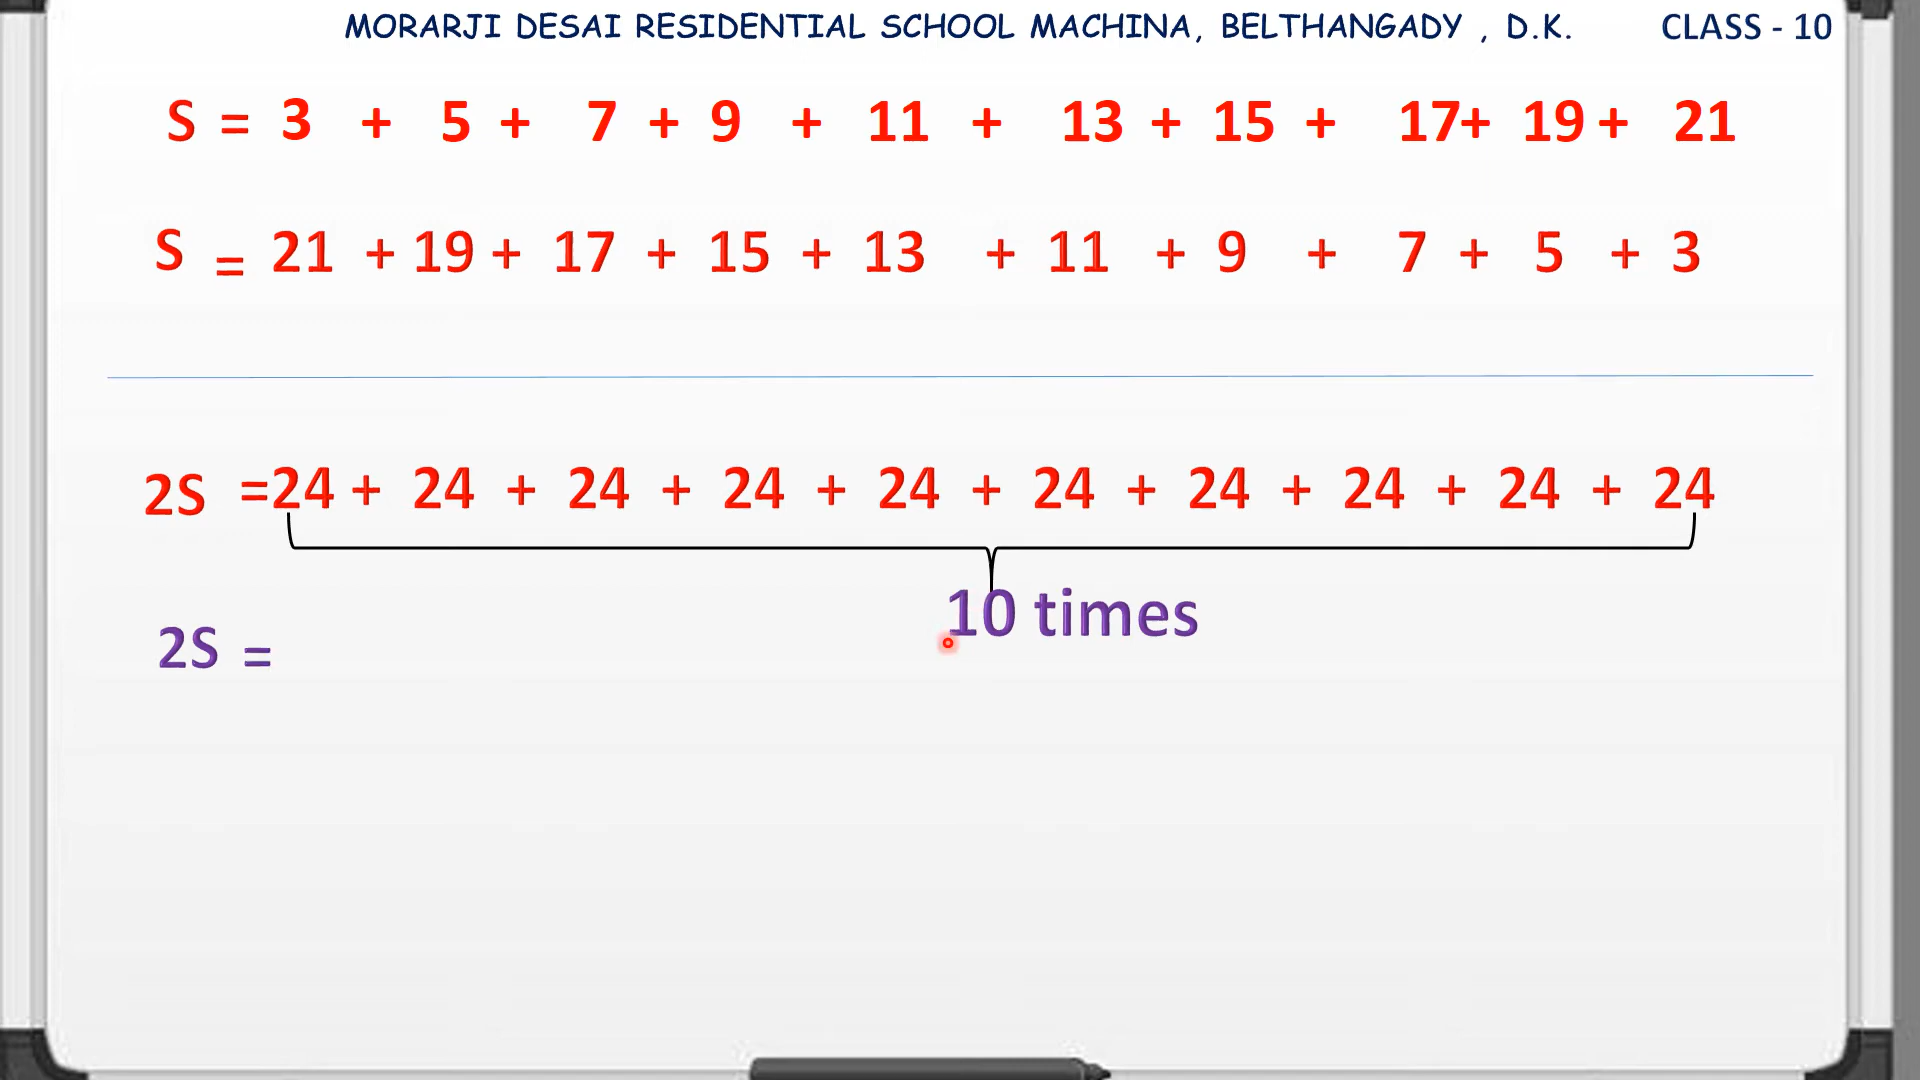 MORARJI DESAI RESIDENTIAL SCHOOL MACHINA, BELTHANGADY , D.K. CLASS - 10
S = 3 + 5 + 7 + 9 + 11 + 13 + 15 + 17+ 19 + 21
S = 21 + 19 + 17 + 15 + 13 + 11 + 9 + 7 + 5 + 3
2S =24 + 24 + 24 + 24 + 24 + 24 + 24 + 24 + 24 + 24
10 times
2S =